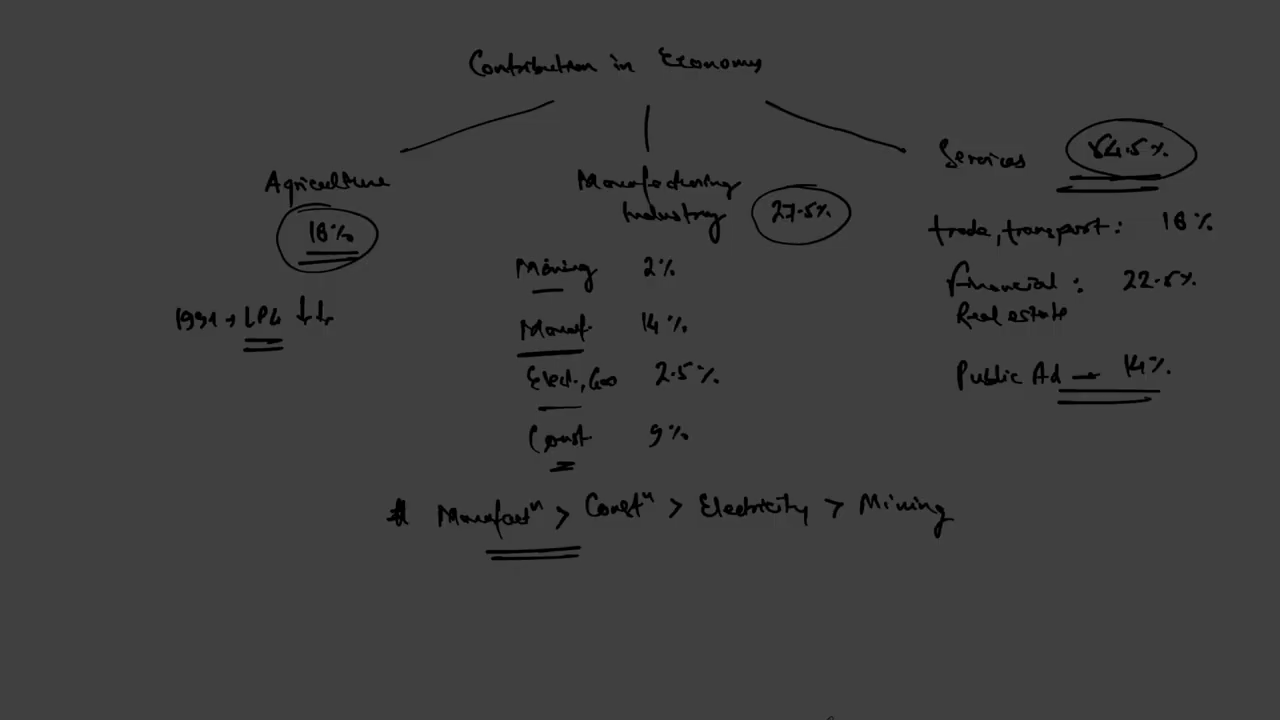 Contribution in Economy
Agriculture
18%
1991 → LPG ↓↓↓
Manufacturing
Industry 27.5%
Mining 2%
Manuf. 14%
Elect., Gas 2.5%
Const 9%
Services 54.5%
trade, transport: 18%
Financial: 22.5%
Real estate
Public Ad — 14%
Manufactⁿ > Constⁿ > Electricity > Mining